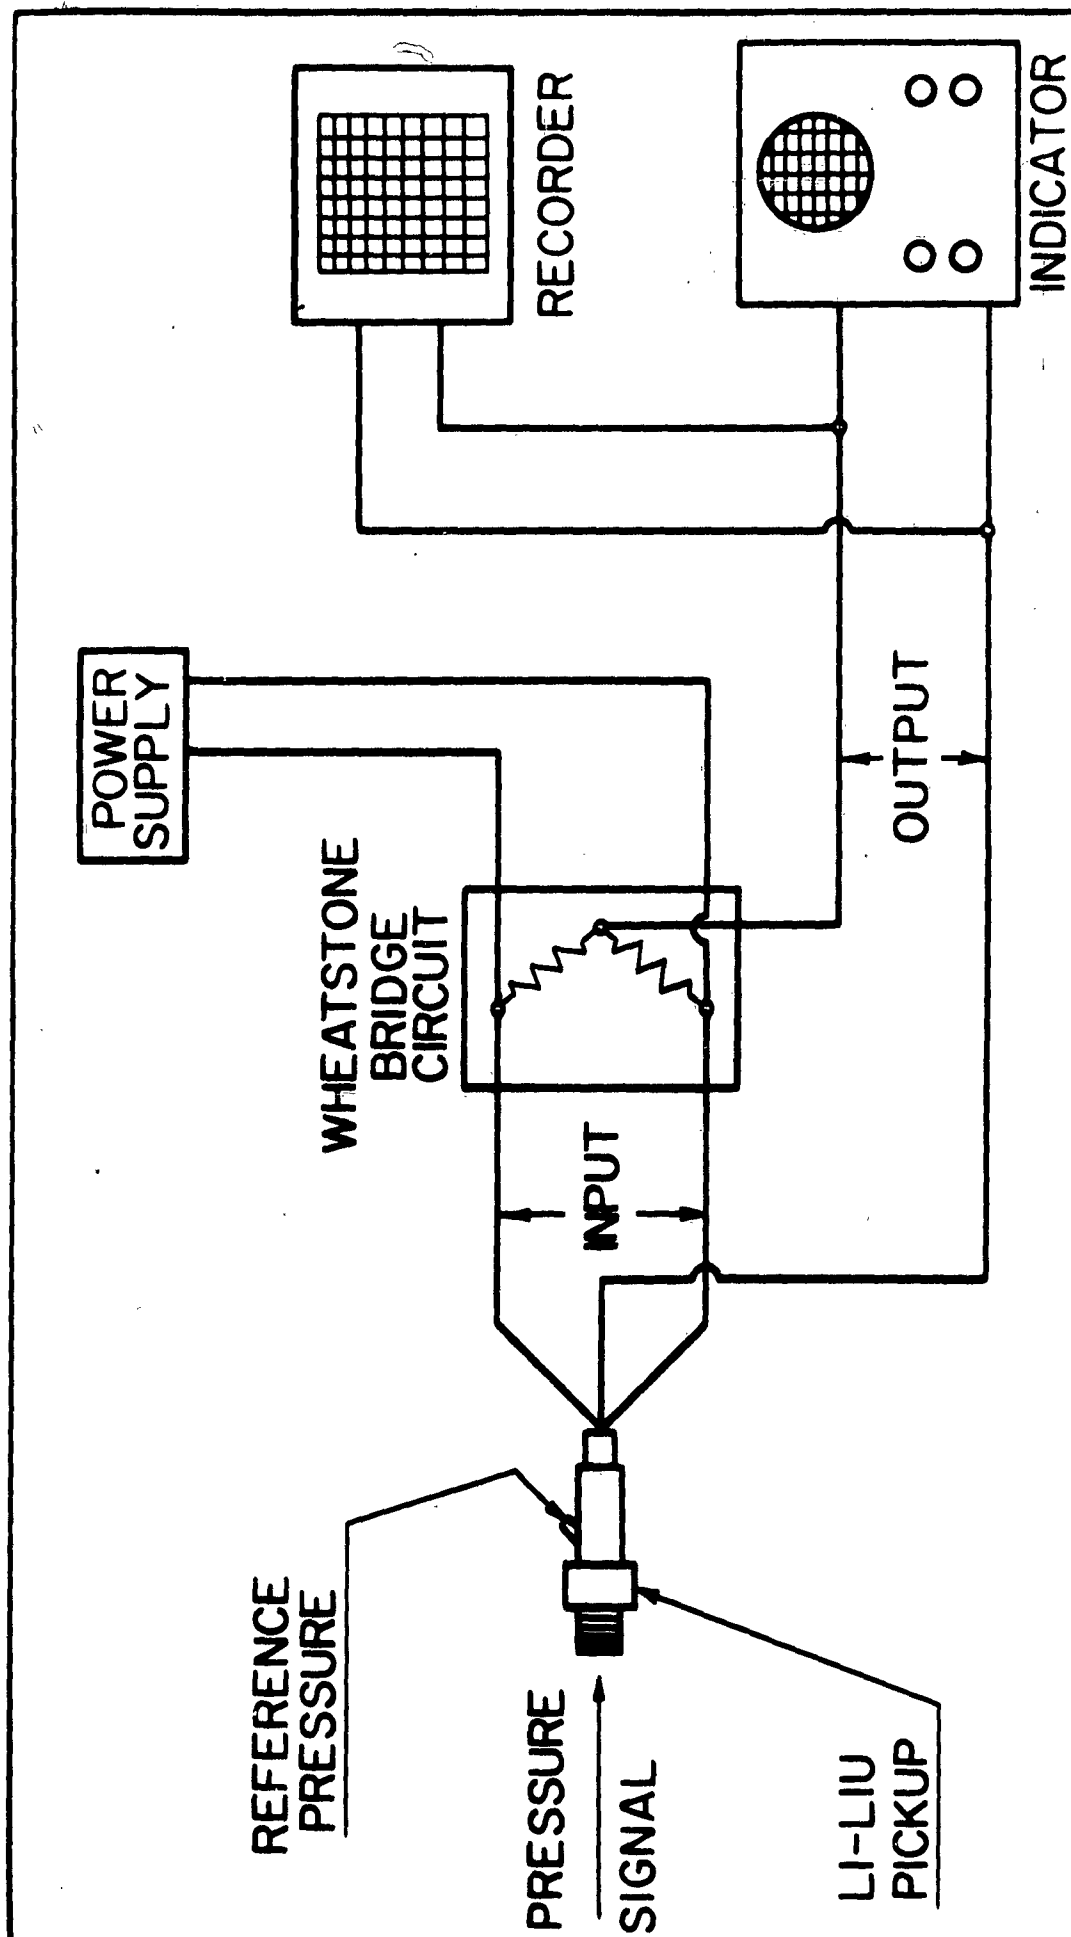 REFERENCE
PRESSURE
PRESSURE
SIGNAL
LI-LIU
PICKUP
INPUT
WHEATSTONE
BRIDGE
CIRCUIT
POWER
SUPPLY
OUTPUT
RECORDER
INDICATOR